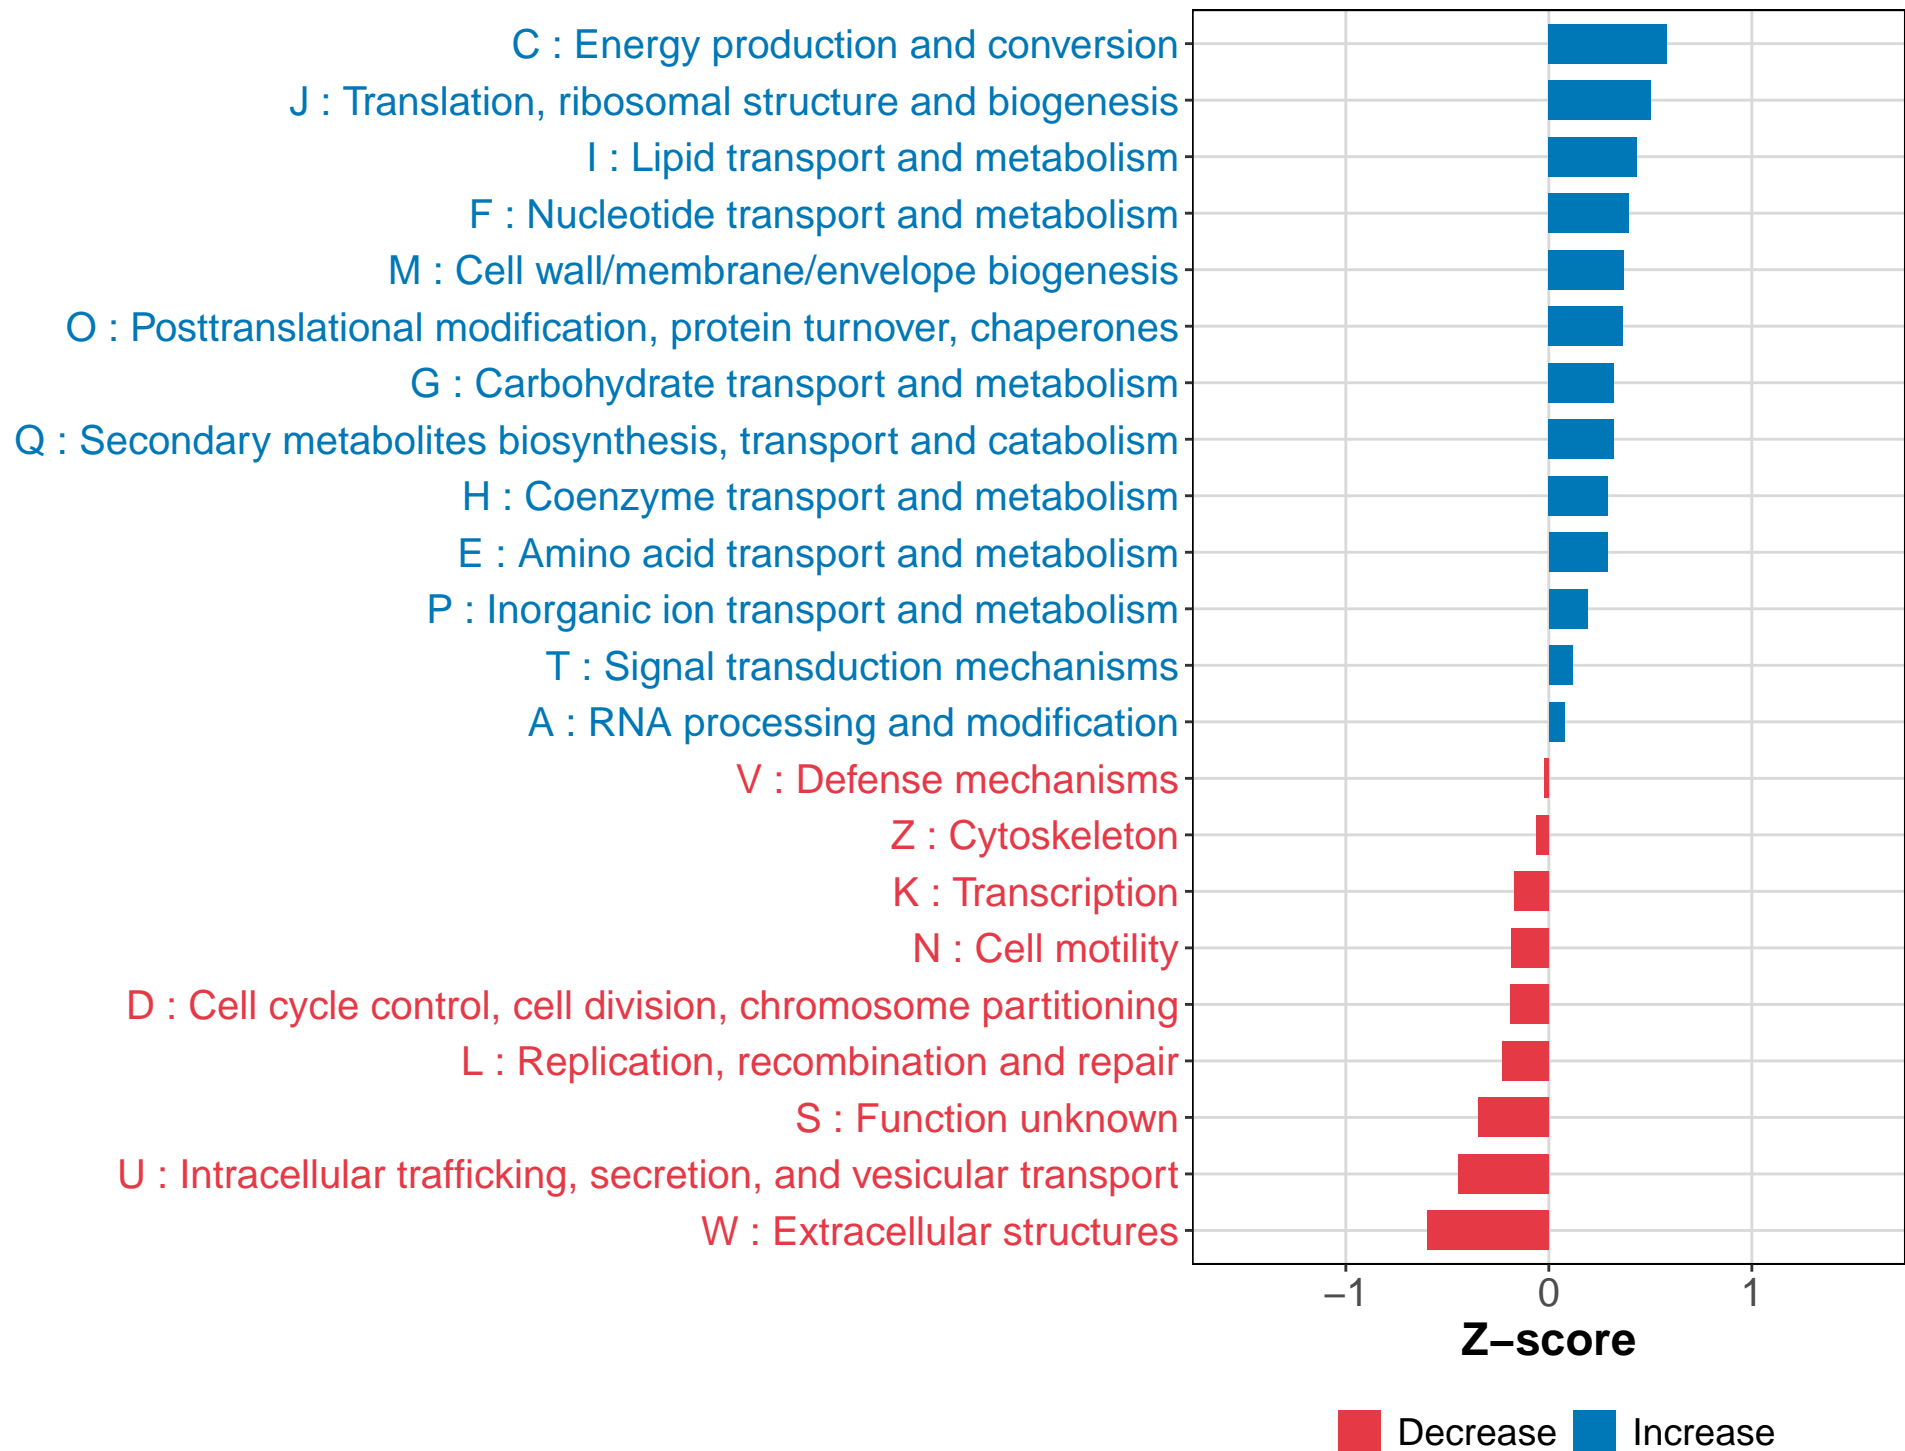 C : Energy production and conversion
J : Translation, ribosomal structure and biogenesis
I : Lipid transport and metabolism
F : Nucleotide transport and metabolism
M : Cell wall/membrane/envelope biogenesis
O : Posttranslational modification, protein turnover, chaperones
G : Carbohydrate transport and metabolism
Q : Secondary metabolites biosynthesis, transport and catabolism
H : Coenzyme transport and metabolism
E : Amino acid transport and metabolism
P : Inorganic ion transport and metabolism
T : Signal transduction mechanisms
A : RNA processing and modification
V : Defense mechanisms
Z : Cytoskeleton
K : Transcription
N : Cell motility
D : Cell cycle control, cell division, chromosome partitioning
L : Replication, recombination and repair
S : Function unknown
U : Intracellular trafficking, secretion, and vesicular transport
W : Extracellular structures
−1 0 1
Z−score
Decrease Increase